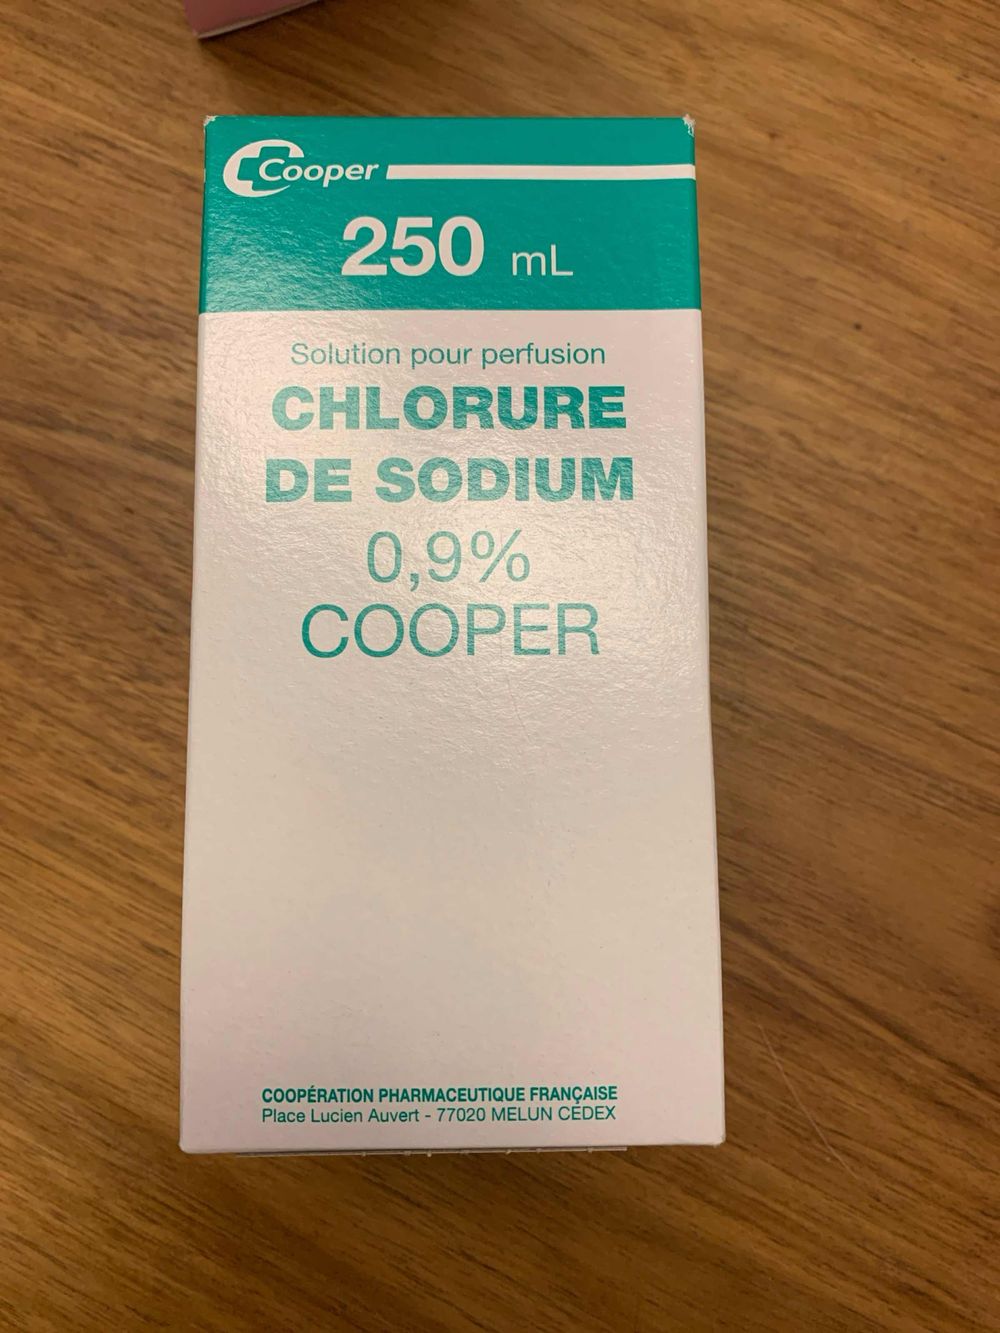 Cooper
250 mL
Solution pour perfusion
CHLORURE
DE SODIUM
0,9%
COOPER
COOPÉRATION PHARMACEUTIQUE FRANÇAISE
Place Lucien Auvert - 77020 MELUN CEDEX